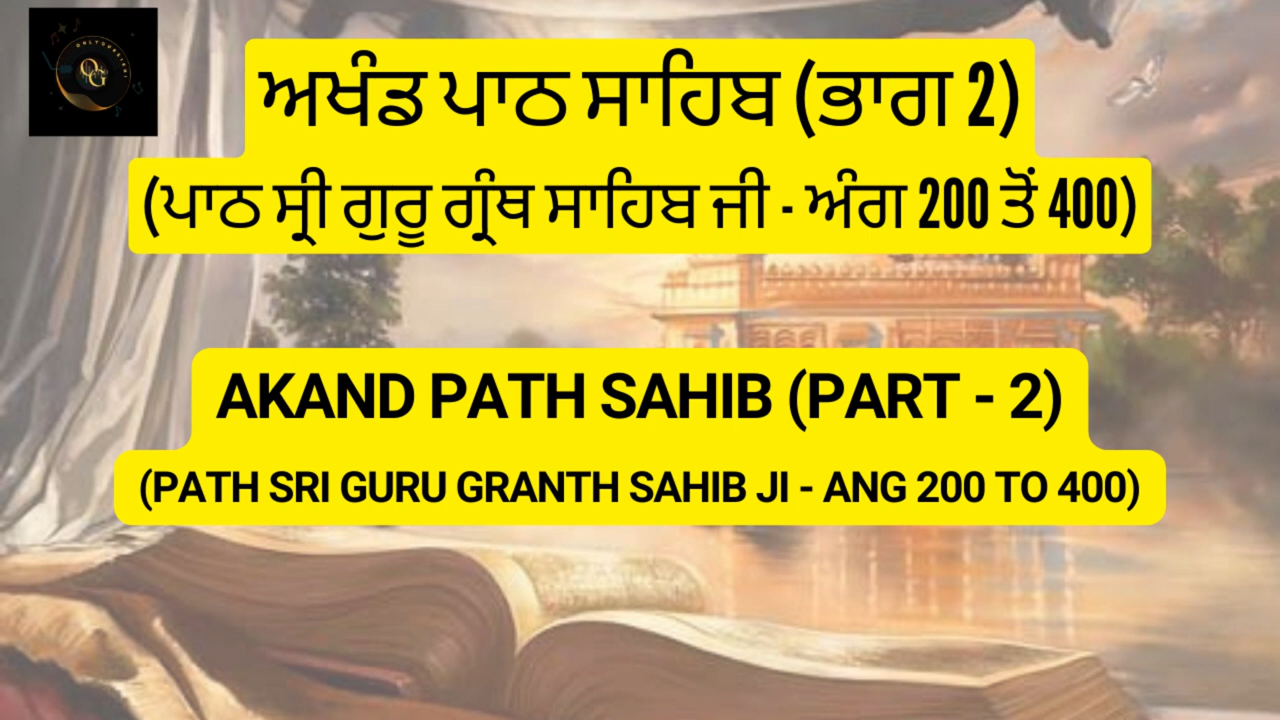 ਅਖੰਡ ਪਾਠ ਸਾਹਿਬ (ਭਾਗ 2)
(ਪਾਠ ਸ੍ਰੀ ਗੁਰੂ ਗ੍ਰੰਥ ਸਾਹਿਬ ਜੀ - ਅੰਗ 200 ਤੋਂ 400)
AKAND PATH SAHIB (PART - 2)
(PATH SRI GURU GRANTH SAHIB JI - ANG 200 TO 400)